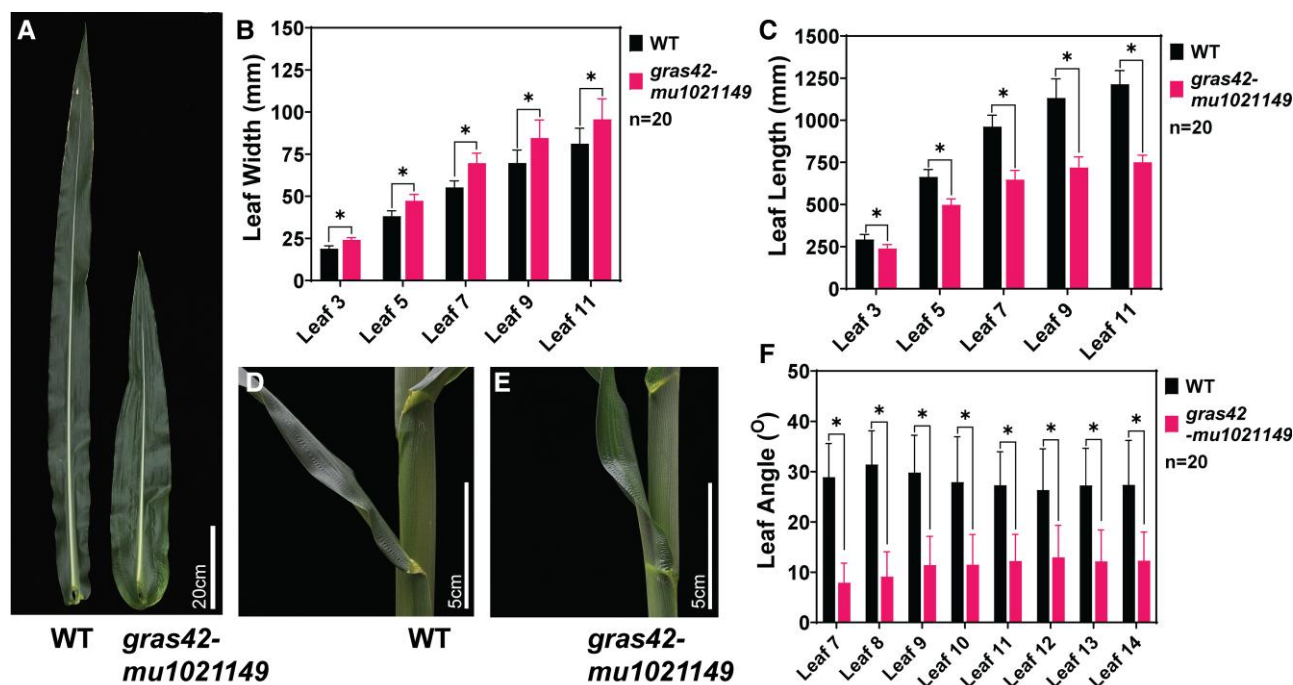 A
20cm
WT
gras42-
mu1021149
B
Leaf Width (mm)
150
125
100
75
50
25
0
Leaf 3
Leaf 5
Leaf 7
Leaf 9
Leaf 11
*
*
*
*
*
WT
gras42-
mu1021149
n=20
C
Leaf Length (mm)
1500
1250
1000
750
500
250
0
Leaf 3
Leaf 5
Leaf 7
Leaf 9
Leaf 11
*
*
*
*
*
WT
gras42-
mu1021149
n=20
D
5cm
WT
E
5cm
gras42-
mu1021149
F
Leaf Angle (O)
50
40
30
20
10
0
Leaf 7
Leaf 8
Leaf 9
Leaf 10
Leaf 11
Leaf 12
Leaf 13
Leaf 14
*
*
*
*
*
*
*
*
WT
gras42
-mu1021149
n=20